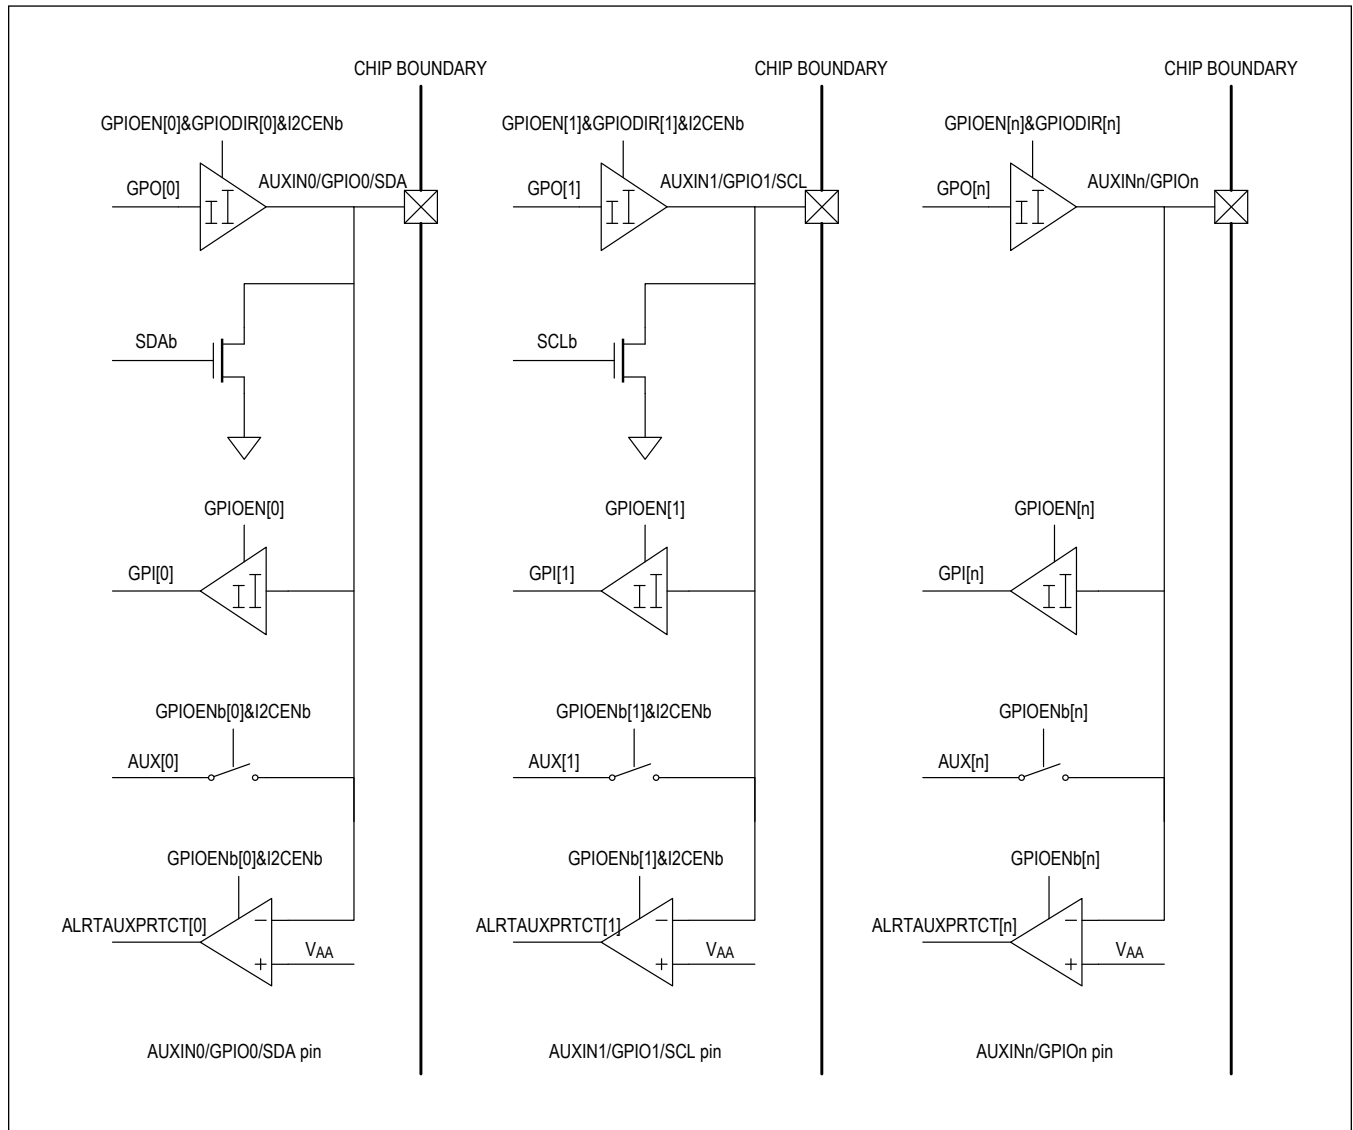 CHIP BOUNDARY
CHIP BOUNDARY
CHIP BOUNDARY
GPIOEN[0]&GPIODIR[0]&I2CENb
GPIOEN[1]&GPIODIR[1]&I2CENb
GPIOEN[n]&GPIODIR[n]
GPO[0]
AUXIN0/GPIO0/SDA
GPO[1]
AUXIN1/GPIO1/SCL
GPO[n]
AUXINn/GPIOn
SDAb
SCLb
GPIOEN[0]
GPIOEN[1]
GPIOEN[n]
GPI[0]
GPI[1]
GPI[n]
GPIOENb[0]&I2CENb
GPIOENb[1]&I2CENb
GPIOENb[n]
AUX[0]
AUX[1]
AUX[n]
GPIOENb[0]&I2CENb
GPIOENb[1]&I2CENb
GPIOENb[n]
ALRTAUXPRTCT[0]
−
ALRTAUXPRTCT[1]
−
ALRTAUXPRTCT[n]
−
+
VAA
+
VAA
+
VAA
AUXIN0/GPIO0/SDA pin
AUXIN1/GPIO1/SCL pin
AUXINn/GPIOn pin